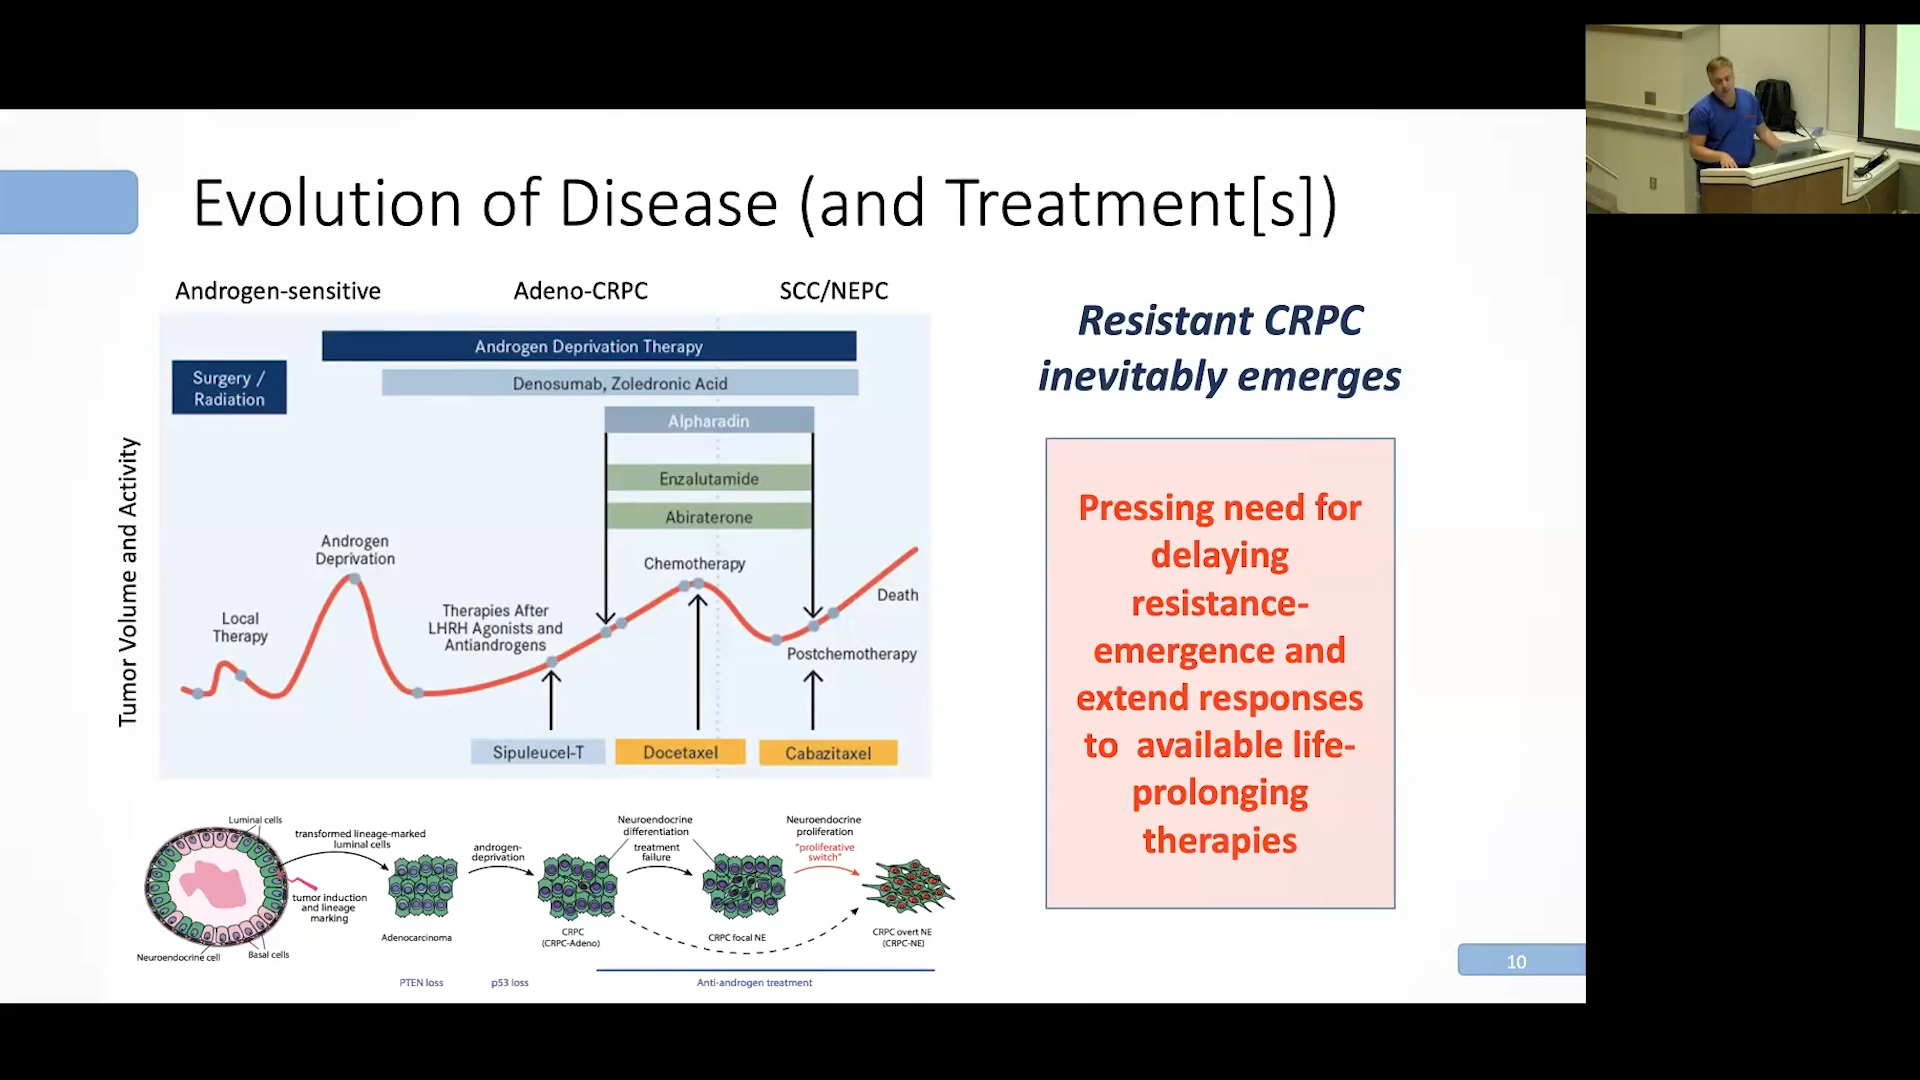 Evolution of Disease (and Treatment[s])
Androgen-sensitive
Adeno-CRPC
SCC/NEPC
Tumor Volume and Activity
Surgery /
Radiation
Androgen Deprivation Therapy
Denosumab, Zoledronic Acid
Alpharadin
Enzalutamide
Abiraterone
Local
Therapy
Androgen
Deprivation
Therapies After
LHRH Agonists and
Antiandrogens
Chemotherapy
Death
Postchemotherapy
Sipuleucel-T
Docetaxel
Cabazitaxel
Resistant CRPC
inevitably emerges
Pressing need for
delaying
resistance-
emergence and
extend responses
to available life-
prolonging
therapies
Luminal cells
Neuroendocrine cell
Basal cells
transformed lineage-marked
luminal cells
tumor induction
and lineage
marking
Adenocarcinoma
androgen-
deprivation
CRPC
(CRPC-Adeno)
Neuroendocrine
differentiation
treatment
failure
CRPC focal NE
Neuroendocrine
proliferation
"proliferative
switch"
CRPC overt NE
(CRPC-NE)
PTEN loss
p53 loss
Anti-androgen treatment
10